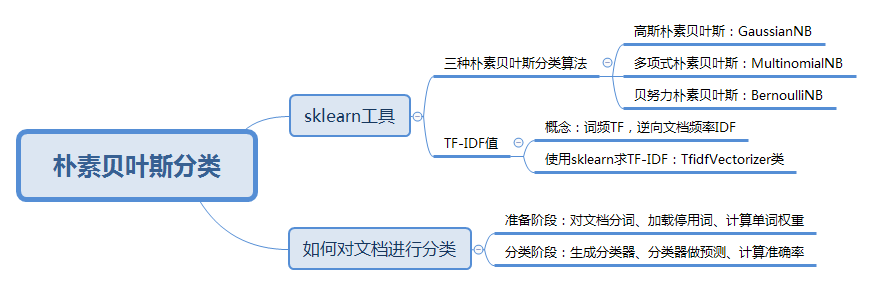 朴素贝叶斯分类
sklearn工具
三种朴素贝叶斯分类算法
高斯朴素贝叶斯：GaussianNB
多项式朴素贝叶斯：MultinomialNB
贝努力朴素贝叶斯：BernoulliNB
TF-IDF值
概念：词频TF，逆向文档频率IDF
使用sklearn求TF-IDF：TfidfVectorizer类
如何对文档进行分类
准备阶段：对文档分词、加载停用词、计算单词权重
分类阶段：生成分类器、分类器做预测、计算准确率